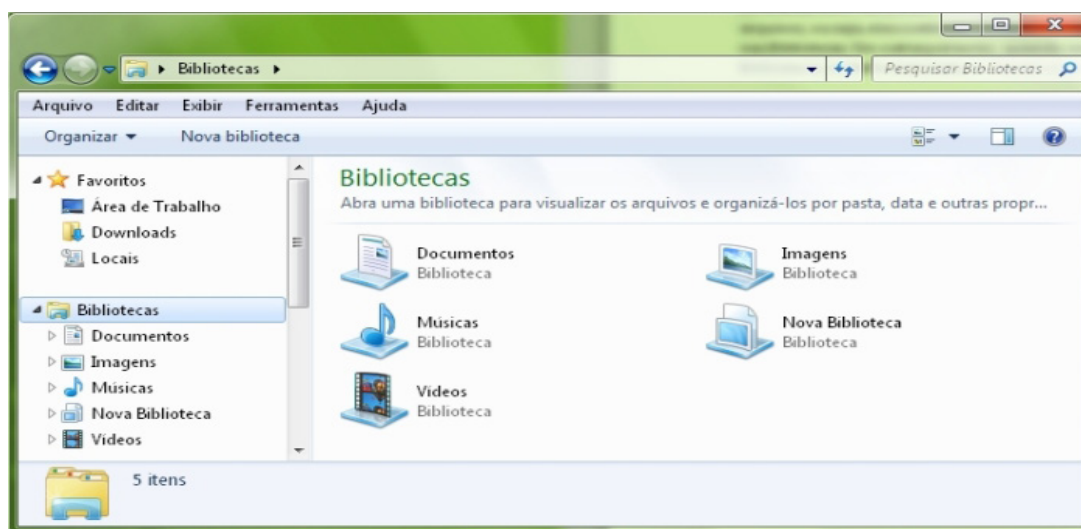 Bibliotecas
Pesquisar Bibliotecas
Arquivo Editar Exibir Ferramentas Ajuda
Organizar Nova biblioteca
Favoritos
Área de Trabalho
Downloads
Locais
Bibliotecas
Documentos
Imagens
Músicas
Nova Biblioteca
Vídeos
Bibliotecas
Abra uma biblioteca para visualizar os arquivos e organizá-los por pasta, data e outras propr...
Documentos
Biblioteca
Imagens
Biblioteca
Músicas
Biblioteca
Nova Biblioteca
Biblioteca
Vídeos
Biblioteca
5 itens